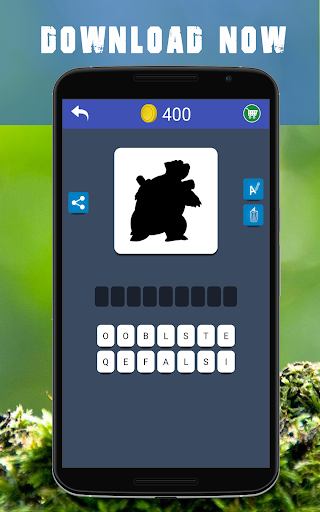 DOWNLOAD NOW
400
A
O O B L S T E
Q E F A L S I